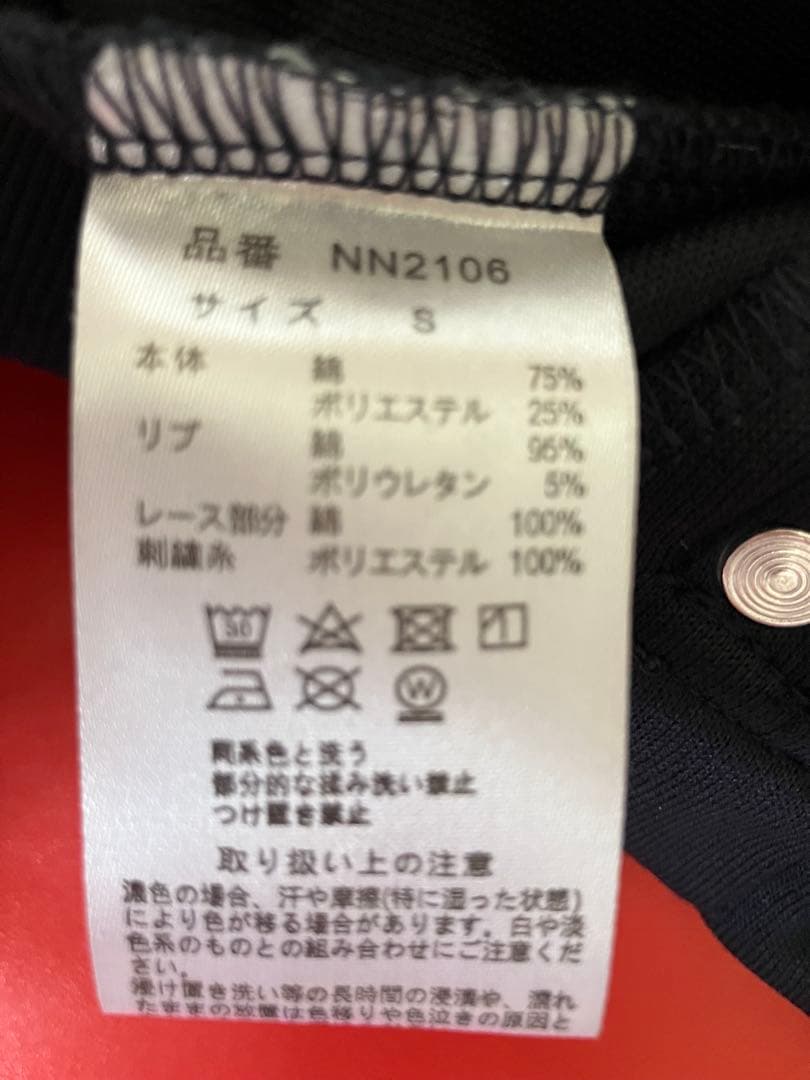 品番 NN2106
サイズ S
本体 綿 75%
ポリエステル 25%
リブ 綿 95%
ポリウレタン 5%
レース部分 綿 100%
刺繍糸 ポリエステル 100%
W
同系色と洗う
部分的な揉み洗い禁止
つけ置き禁止
取り扱い上の注意
濃色の場合、汗や摩擦(特に湿った状態)
により色が移る場合があります。白や淡
色系のものとの組み合わせにご注意くだ
さい。
浸け置き洗い等の長時間の浸漬や、濡れ
たままの放置は色移りや色泣きの原因と